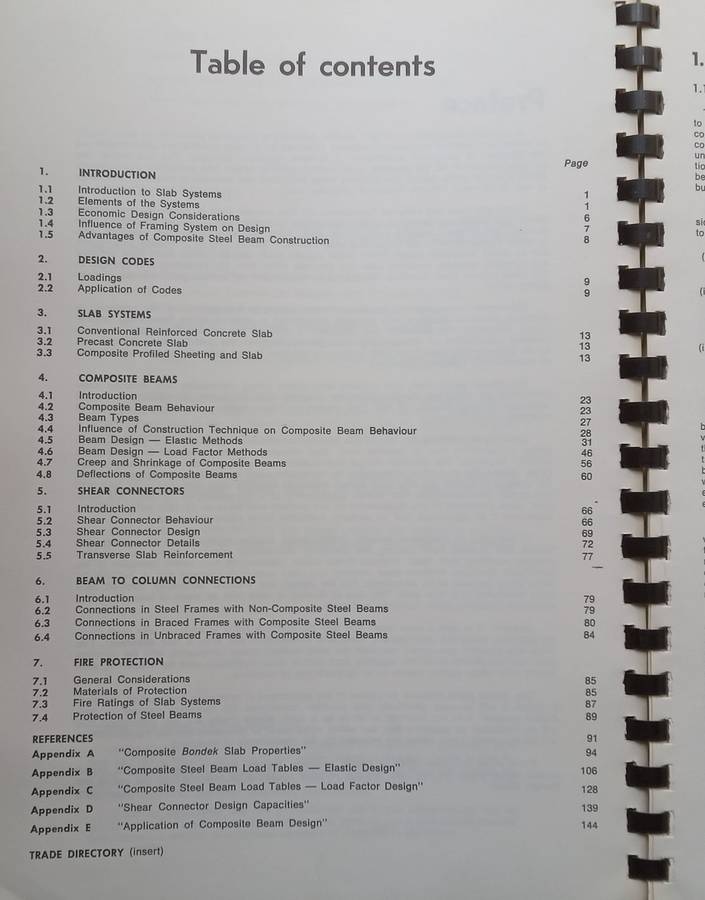 Table of contents
Page
1. INTRODUCTION
1.1 Introduction to Slab Systems 1
1.2 Elements of the Systems 1
1.3 Economic Design Considerations 6
1.4 Influence of Framing System on Design 7
1.5 Advantages of Composite Steel Beam Construction 8
2. DESIGN CODES
2.1 Loadings 9
2.2 Application of Codes 9
3. SLAB SYSTEMS
3.1 Conventional Reinforced Concrete Slab 13
3.2 Precast Concrete Slab 13
3.3 Composite Profiled Sheeting and Slab 13
4. COMPOSITE BEAMS
4.1 Introduction 23
4.2 Composite Beam Behaviour 23
4.3 Beam Types 27
4.4 Influence of Construction Technique on Composite Beam Behaviour 28
4.5 Beam Design — Elastic Methods 31
4.6 Beam Design — Load Factor Methods 46
4.7 Creep and Shrinkage of Composite Beams 56
4.8 Deflections of Composite Beams 60
5. SHEAR CONNECTORS
5.1 Introduction 66
5.2 Shear Connector Behaviour 66
5.3 Shear Connector Design 69
5.4 Shear Connector Details 72
5.5 Transverse Slab Reinforcement 77
6. BEAM TO COLUMN CONNECTIONS
6.1 Introduction 79
6.2 Connections in Steel Frames with Non-Composite Steel Beams 79
6.3 Connections in Braced Frames with Composite Steel Beams 80
6.4 Connections in Unbraced Frames with Composite Steel Beams 84
7. FIRE PROTECTION
7.1 General Considerations 85
7.2 Materials of Protection 85
7.3 Fire Ratings of Slab Systems 87
7.4 Protection of Steel Beams 89
REFERENCES 91
Appendix A "Composite Bondek Slab Properties" 94
Appendix B "Composite Steel Beam Load Tables — Elastic Design" 106
Appendix C "Composite Steel Beam Load Tables — Load Factor Design" 128
Appendix D "Shear Connector Design Capacities" 139
Appendix E "Application of Composite Beam Design" 144
TRADE DIRECTORY (insert)